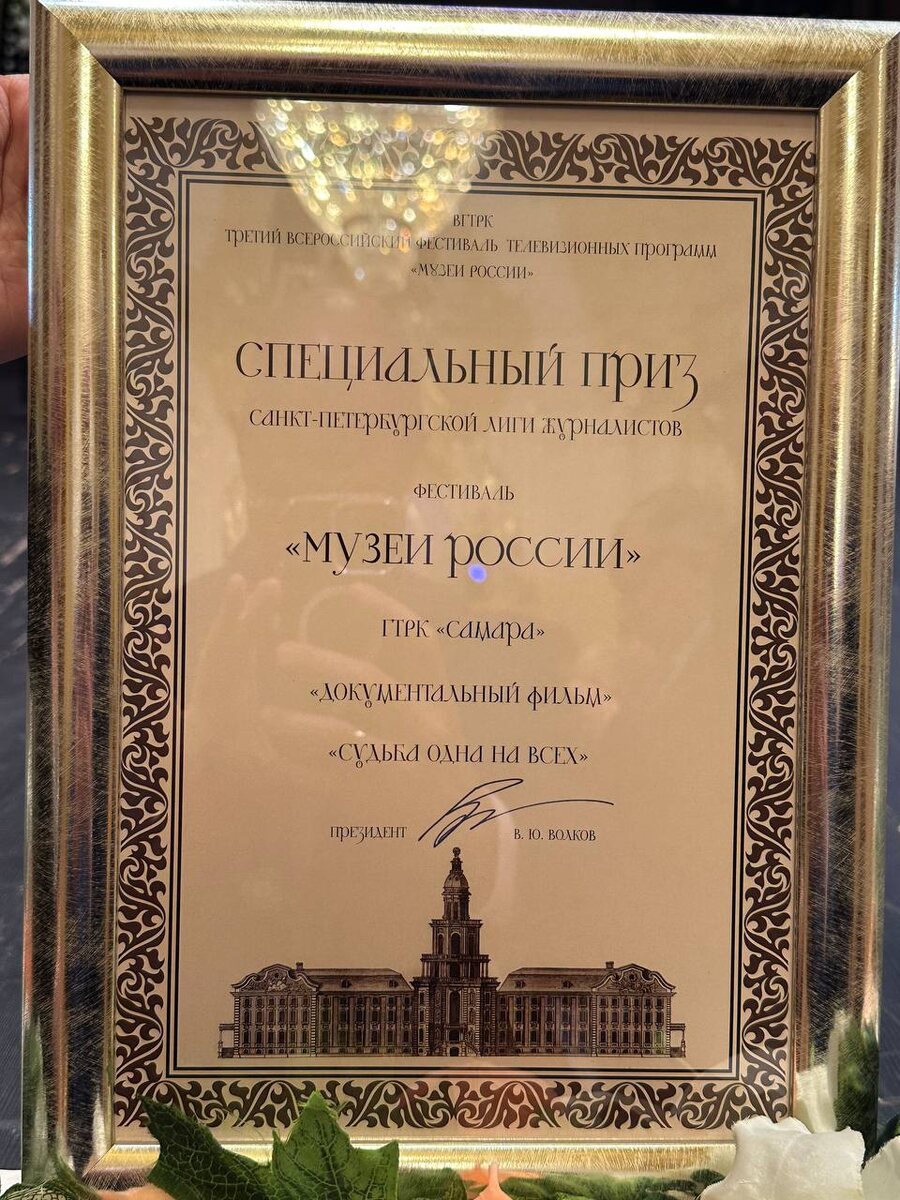 ВГТРК
ТРЕТИЙ ВСЕРОССИЙСКИЙ ФЕСТИВАЛЬ ТЕЛЕВИЗИОННЫХ ПРОГРАММ
«МУЗЕИ РОССИИ»
СПЕЦИАЛЬНЫЙ ПРИЗ
САНКТ-ПЕТЕРБУРГСКОЙ ЛИГИ ЖУРНАЛИСТОВ
ФЕСТИВАЛЬ
«МУЗЕИ РОССИИ»
ГТРК «САМАРА»
«ДОКУМЕНТАЛЬНЫЙ ФИЛЬМ»
«СУДЬБА ОДНА НА ВСЕХ»
ПРЕЗИДЕНТ В. Ю. ВОЛКОВ